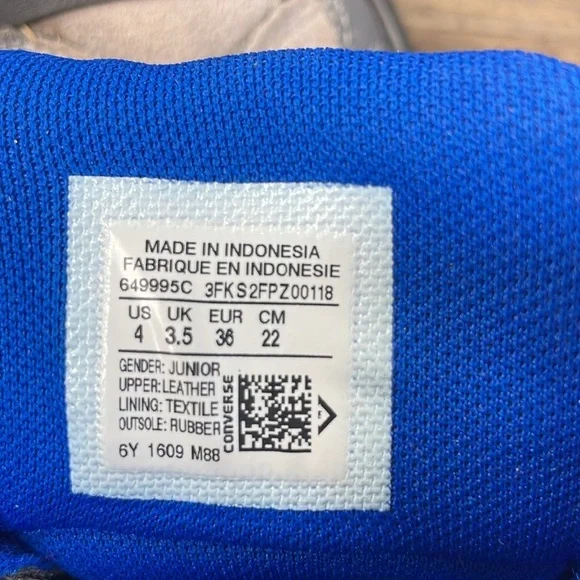 MADE IN INDONESIA
FABRIQUE EN INDONESIE
649995C 3FKS2FPZ00118
US UK EUR CM
4 3.5 36 22
GENDER: JUNIOR
UPPER: LEATHER
LINING: TEXTILE
OUTSOLE: RUBBER
CONVERSE
6Y 1609 M88